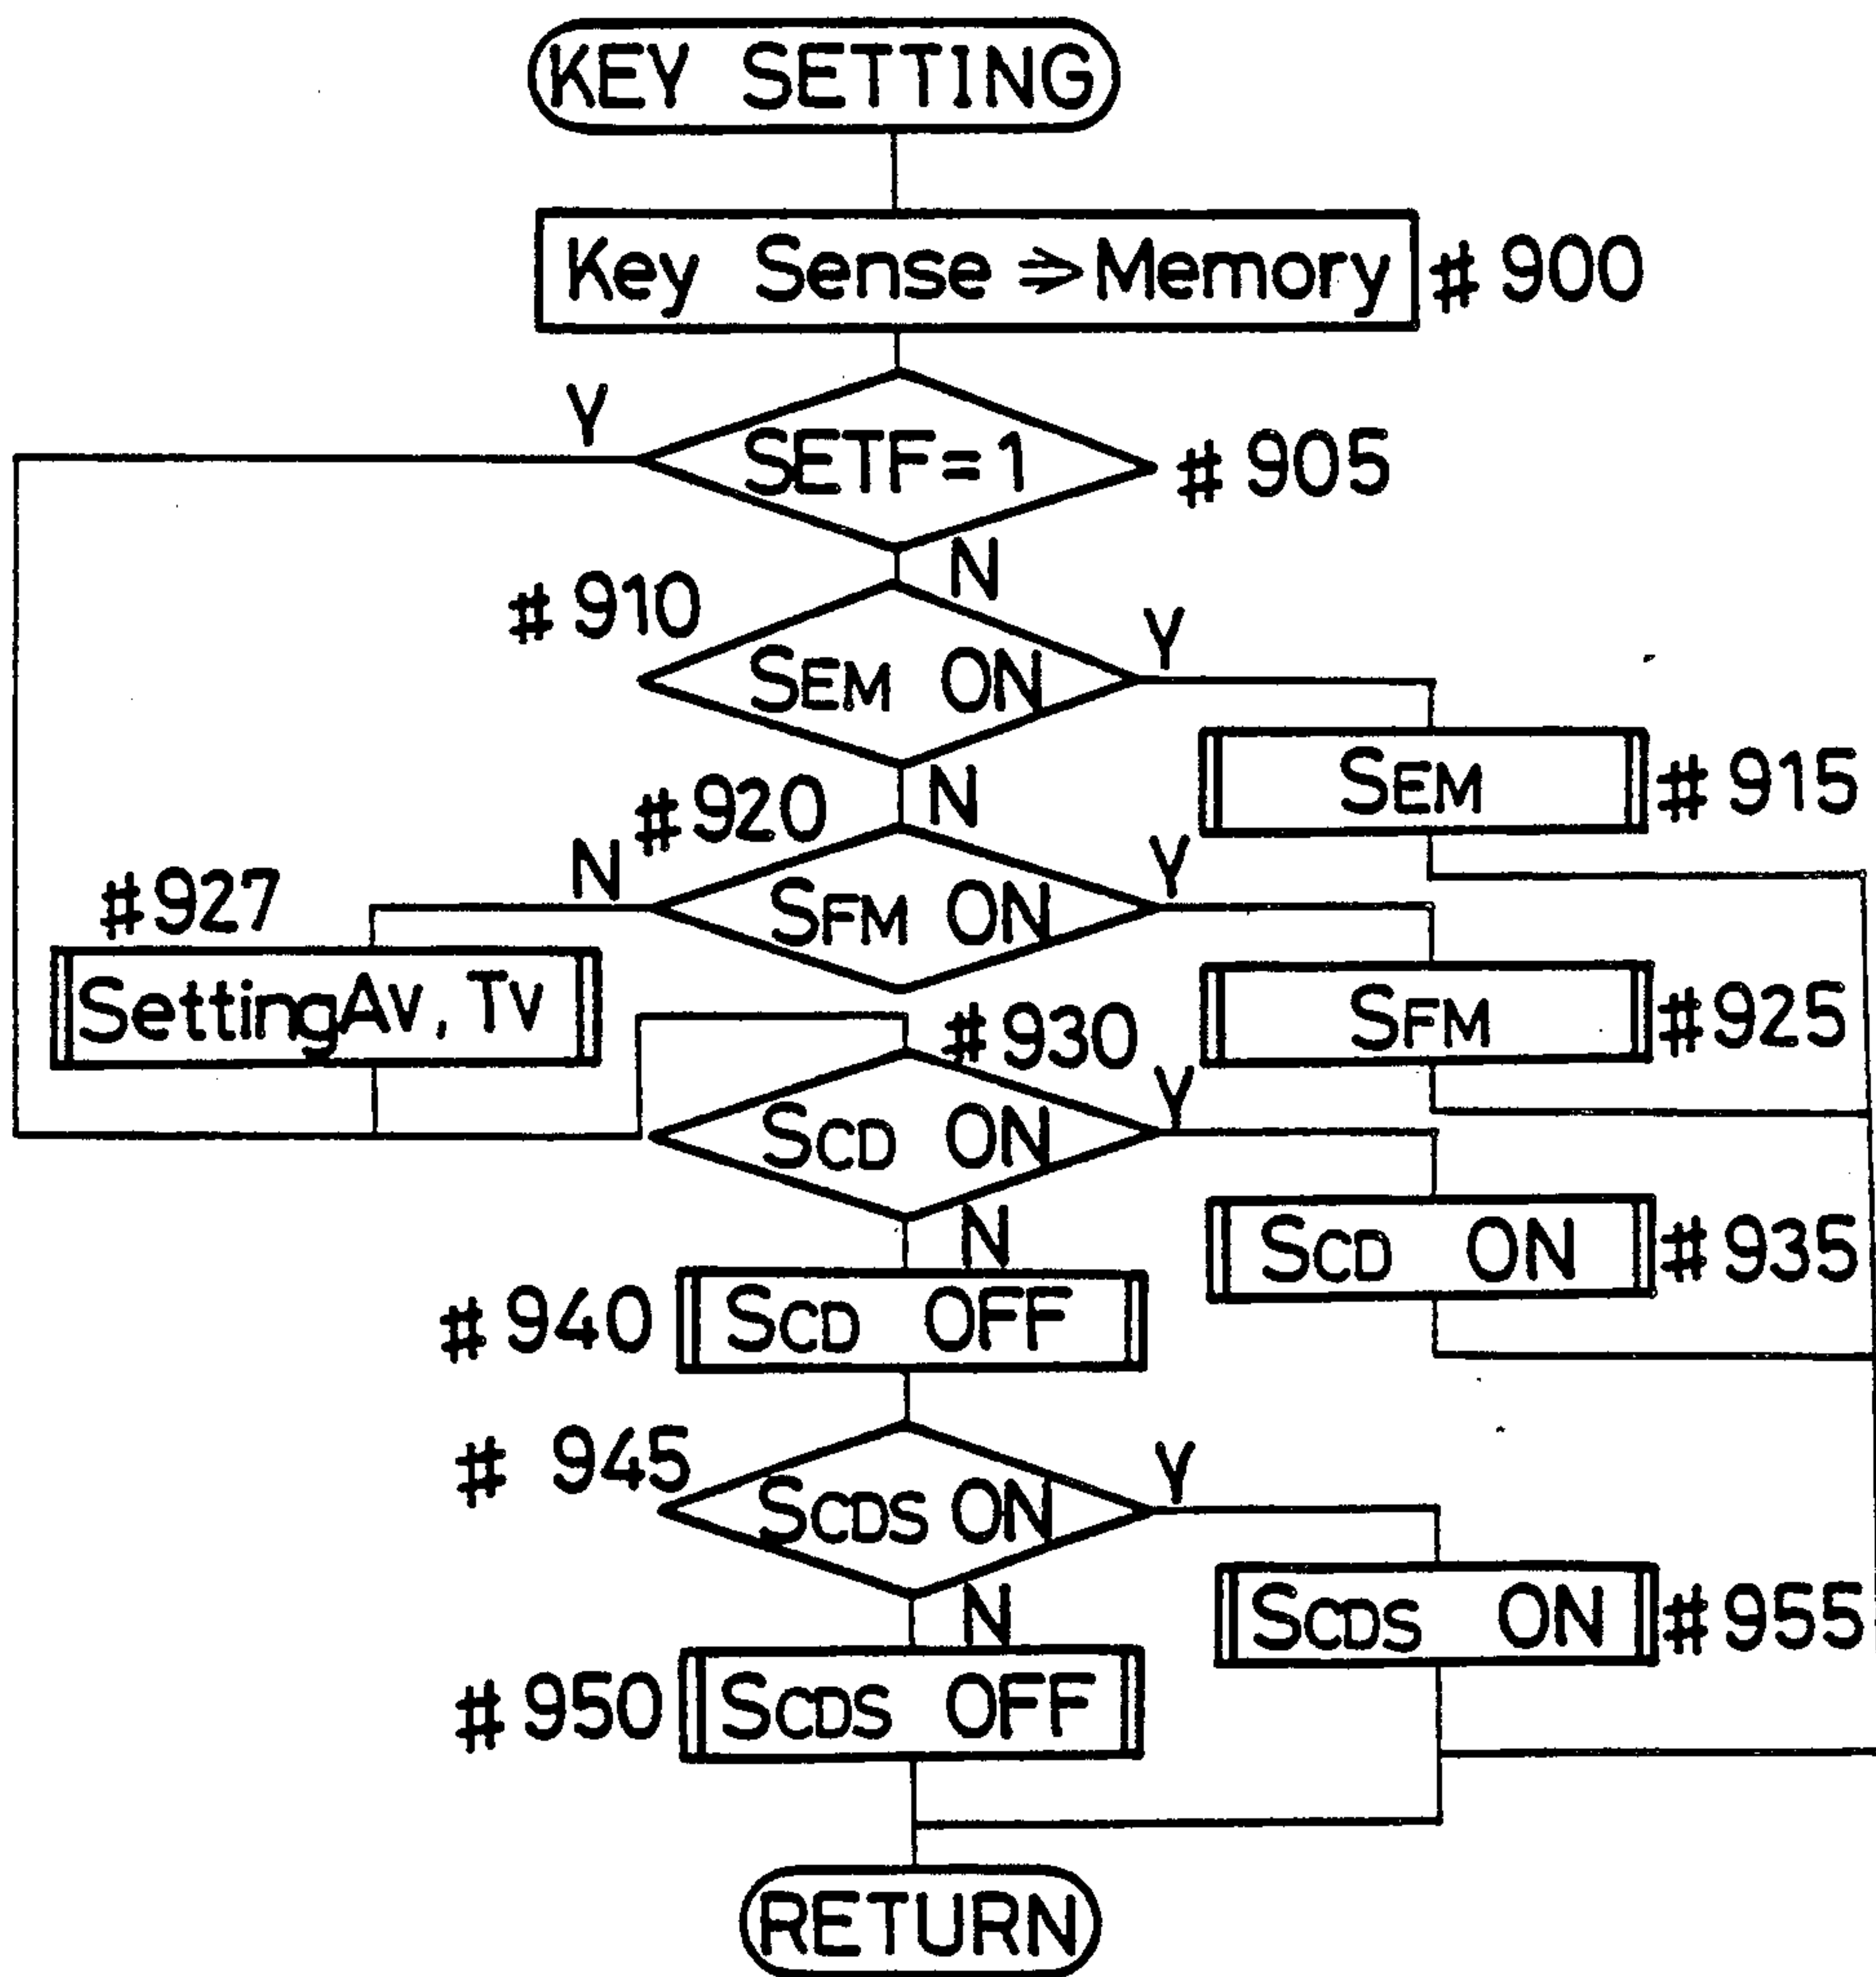 KEY SETTING
Key Sense ⇒ Memory #900
Y
SETF=1 #905
N
#910
SEM ON
Y
SEM #915
N
#920
N
SFM ON
Y
#927
Setting AV, TV
SFM #925
#930
SCD ON
Y
N
SCD ON #935
#940 SCD OFF
#945
SCDS ON
Y
N
SCDS ON #955
#950 SCDS OFF
RETURN